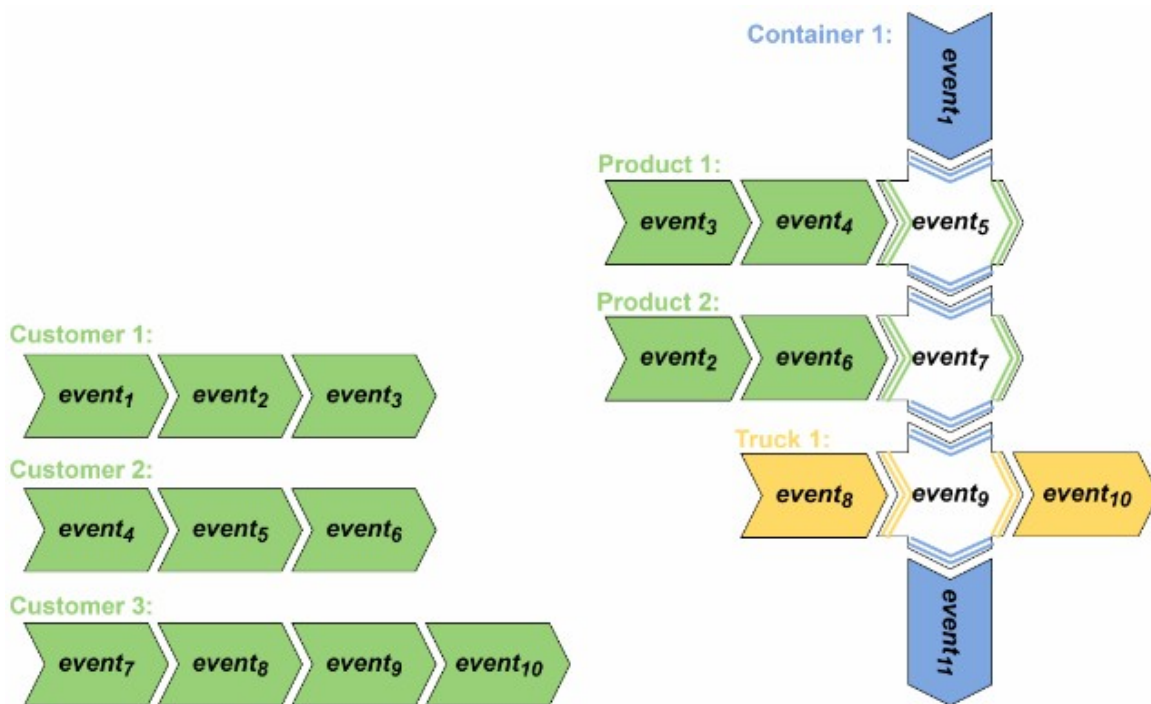 Customer 1:
event1 event2 event3
Customer 2:
event4 event5 event6
Customer 3:
event7 event8 event9 event10
Container 1:
event1
Product 1:
event3 event4 event5
Product 2:
event2 event6 event7
Truck 1:
event8 event9 event10
event11